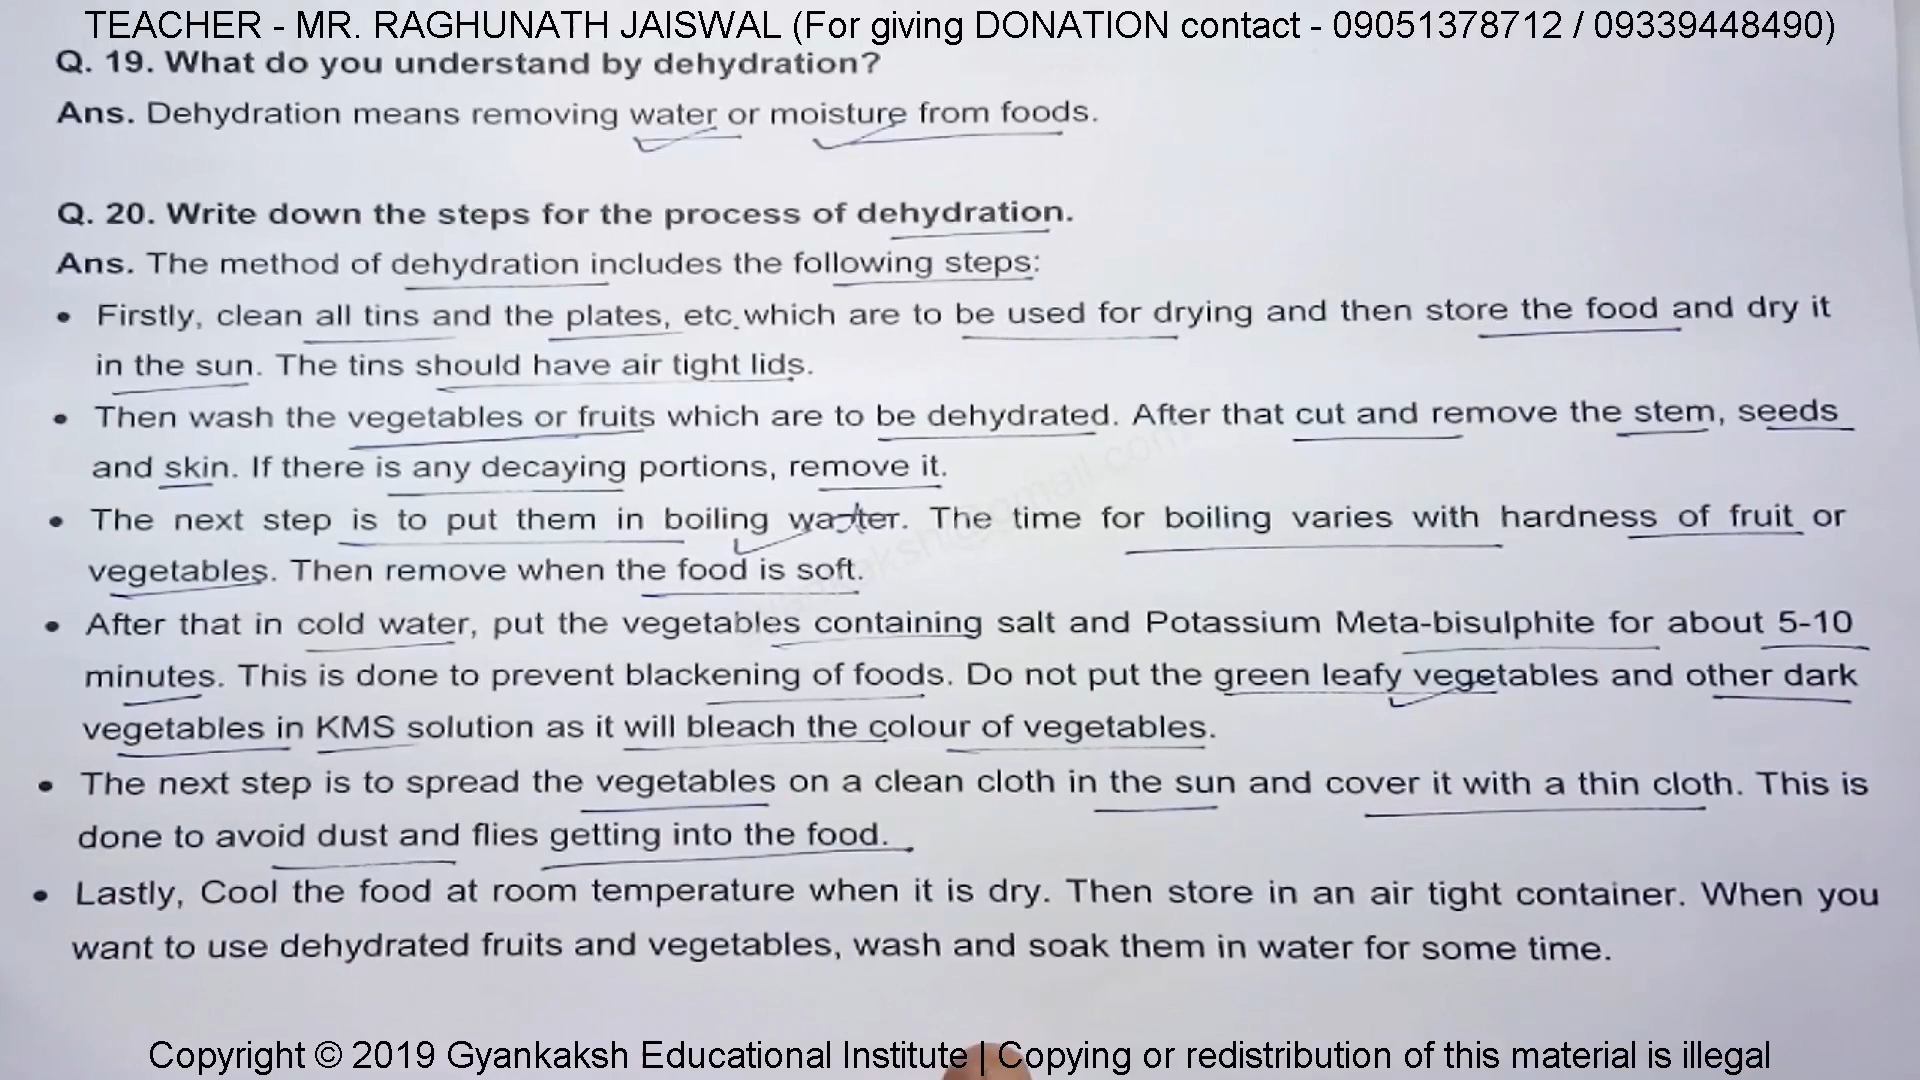 TEACHER - MR. RAGHUNATH JAISWAL (For giving DONATION contact - 09051378712 / 09339448490)
Q. 19. What do you understand by dehydration?
Ans. Dehydration means removing water or moisture from foods.
Q. 20. Write down the steps for the process of dehydration.
Ans. The method of dehydration includes the following steps:
• Firstly, clean all tins and the plates, etc. which are to be used for drying and then store the food and dry it
in the sun. The tins should have air tight lids.
• Then wash the vegetables or fruits which are to be dehydrated. After that cut and remove the stem, seeds
and skin. If there is any decaying portions, remove it.
• The next step is to put them in boiling water. The time for boiling varies with hardness of fruit or
vegetables. Then remove when the food is soft.
• After that in cold water, put the vegetables containing salt and Potassium Meta-bisulphite for about 5-10
minutes. This is done to prevent blackening of foods. Do not put the green leafy vegetables and other dark
vegetables in KMS solution as it will bleach the colour of vegetables.
• The next step is to spread the vegetables on a clean cloth in the sun and cover it with a thin cloth. This is
done to avoid dust and flies getting into the food.
• Lastly, Cool the food at room temperature when it is dry. Then store in an air tight container. When you
want to use dehydrated fruits and vegetables, wash and soak them in water for some time.
Copyright © 2019 Gyankaksh Educational Institute | Copying or redistribution of this material is illegal